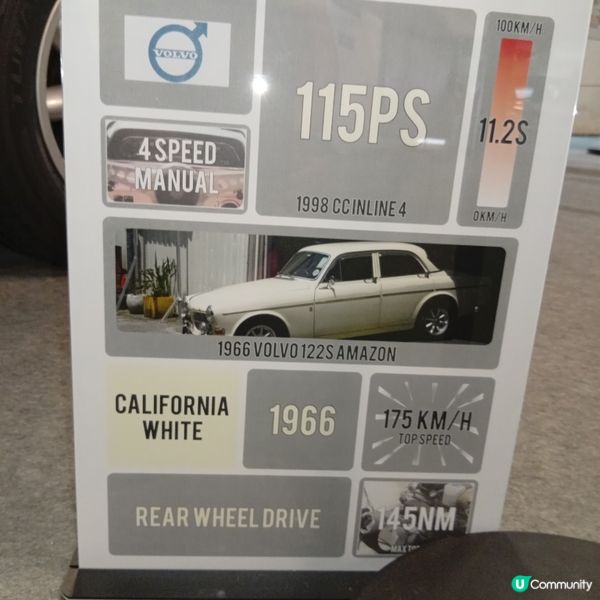 VOLVO
115PS
1998 CC INLINE 4
100KM/H
11.2S
0KM/H
4 SPEED
MANUAL
1966 VOLVO 122S AMAZON
CALIFORNIA
WHITE
1966
175 KM/H
TOP SPEED
REAR WHEEL DRIVE
145NM
U Community